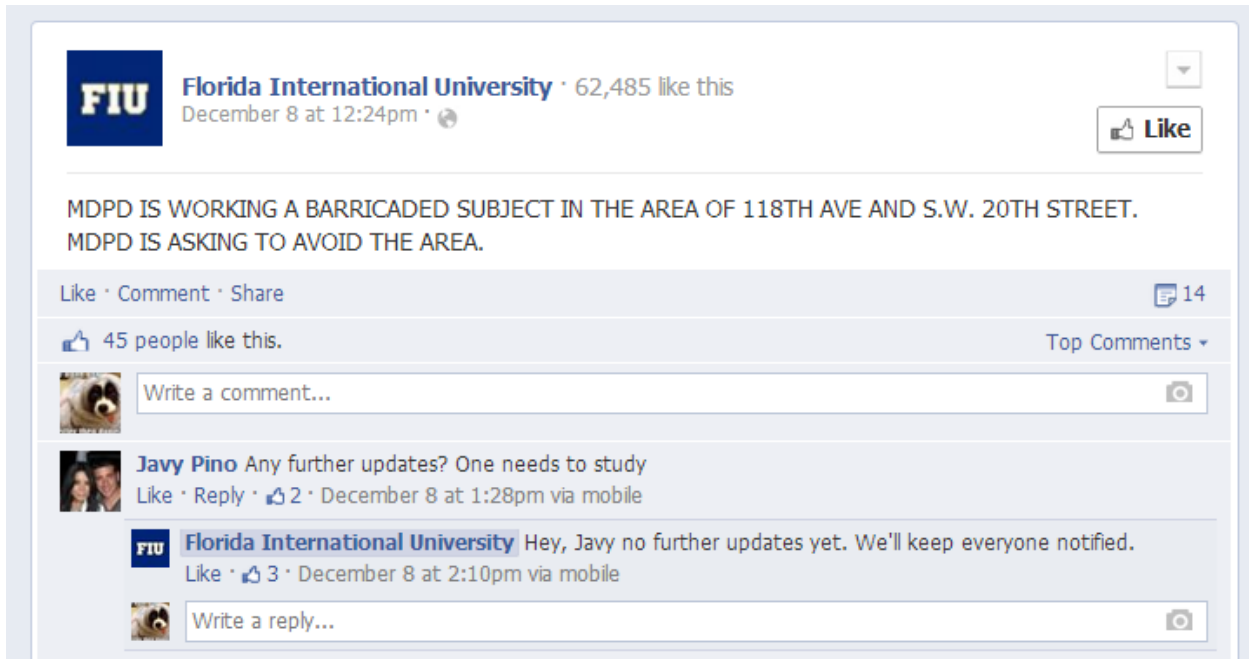 FIU
Florida International University · 62,485 like this
December 8 at 12:24pm ·
Like
MDPD IS WORKING A BARRICADED SUBJECT IN THE AREA OF 118TH AVE AND S.W. 20TH STREET.
MDPD IS ASKING TO AVOID THE AREA.
Like · Comment · Share
14
45 people like this.
Top Comments
Write a comment...
Javy Pino Any further updates? One needs to study
Like · Reply · 2 · December 8 at 1:28pm via mobile
FIU
Florida International University Hey, Javy no further updates yet. We'll keep everyone notified.
Like · 3 · December 8 at 2:10pm via mobile
Write a reply...